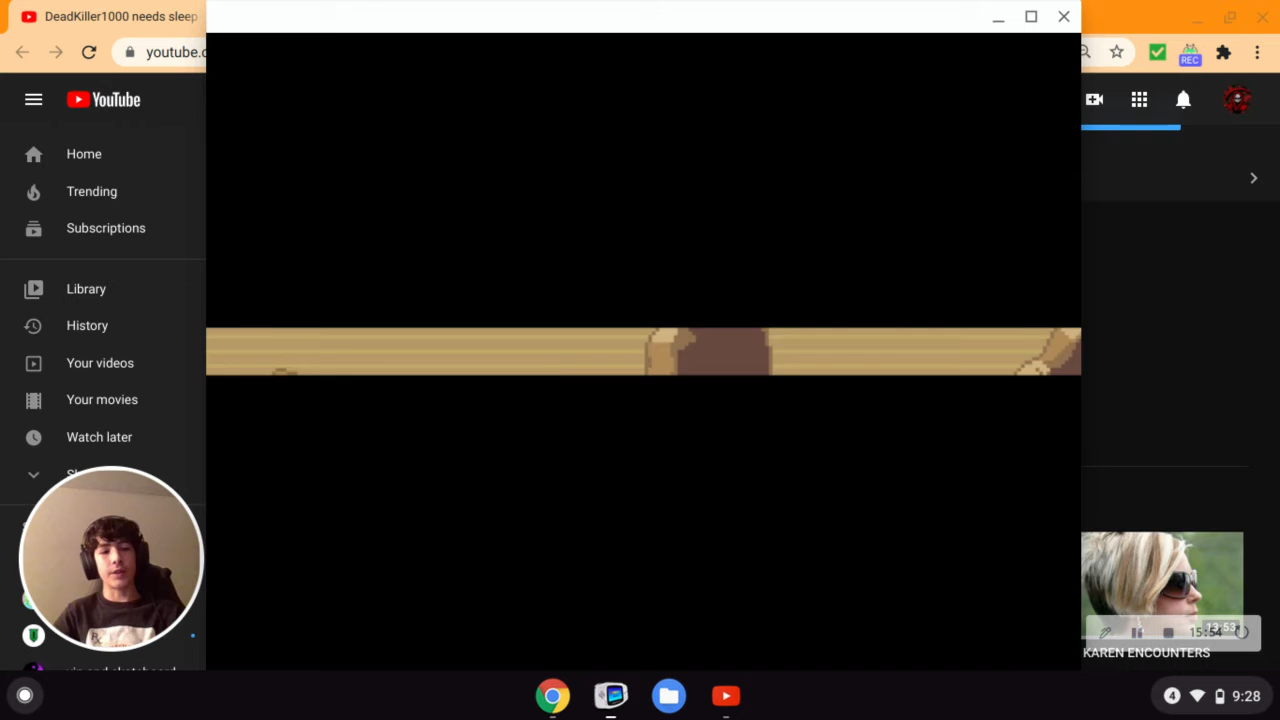 DeadKiller1000 needs sleep
youtube.c
REC
YouTube
Home
Trending
Subscriptions
Library
History
Your videos
Your movies
Watch later
13:53
15:54
KAREN ENCOUNTERS
4
9:28